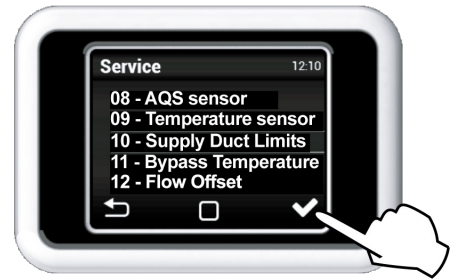 Service 12:10
08 - AQS sensor
09 - Temperature sensor
10 - Supply Duct Limits
11 - Bypass Temperature
12 - Flow Offset